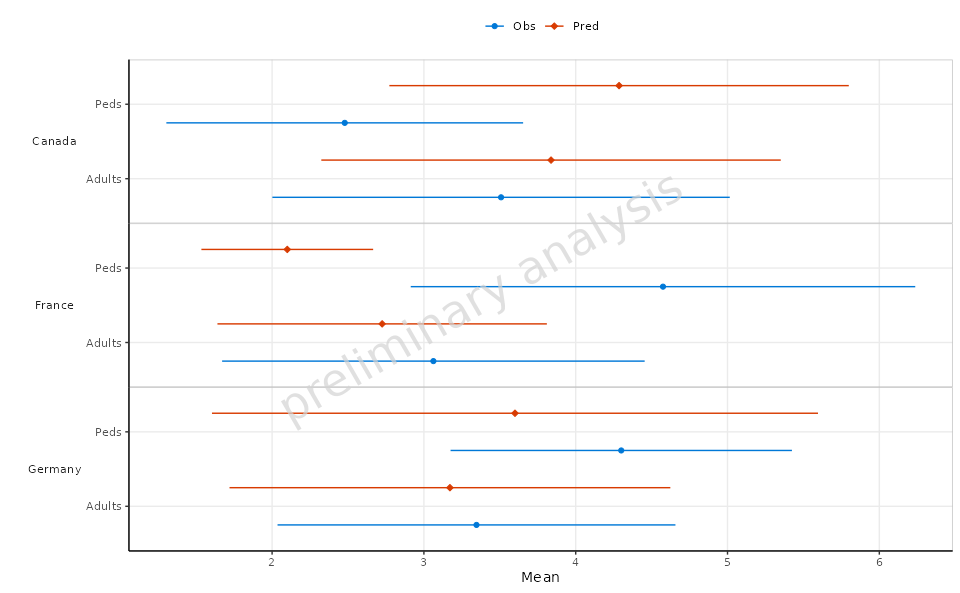 Obs Pred
Peds
Canada
Adults
Peds
France
Adults
Peds
Germany
Adults
preliminary analysis
2 3 4 5 6
Mean